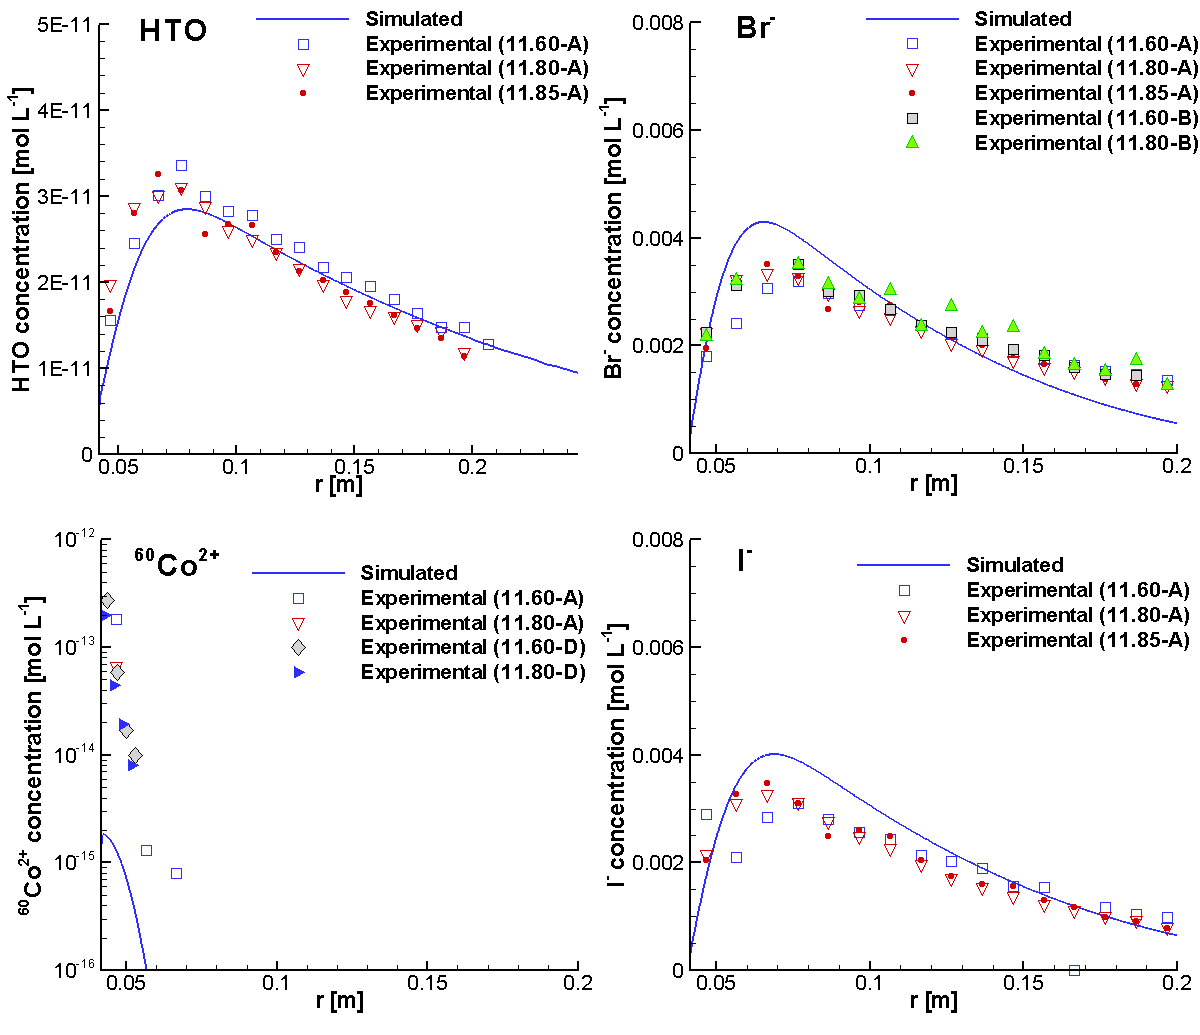 HTO
Simulated
Experimental (11.60-A)
Experimental (11.80-A)
Experimental (11.85-A)
5E-11
4E-11
3E-11
2E-11
1E-11
0
HTO concentration [mol L⁻¹]
0.05
0.1
0.15
0.2
r [m]
Br⁻
Simulated
Experimental (11.60-A)
Experimental (11.80-A)
Experimental (11.85-A)
Experimental (11.60-B)
Experimental (11.80-B)
0.008
0.006
0.004
0.002
0
Br⁻ concentration [mol L⁻¹]
0.05
0.1
0.15
0.2
r [m]
⁶⁰Co²⁺
Simulated
Experimental (11.60-A)
Experimental (11.80-A)
Experimental (11.60-D)
Experimental (11.80-D)
10⁻¹²
10⁻¹³
10⁻¹⁴
10⁻¹⁵
10⁻¹⁶
⁶⁰Co²⁺ concentration [mol L⁻¹]
0.05
0.1
0.15
0.2
r [m]
I⁻
Simulated
Experimental (11.60-A)
Experimental (11.80-A)
Experimental (11.85-A)
0.008
0.006
0.004
0.002
0
I⁻ concentration [mol L⁻¹]
0.05
0.1
0.15
0.2
r [m]